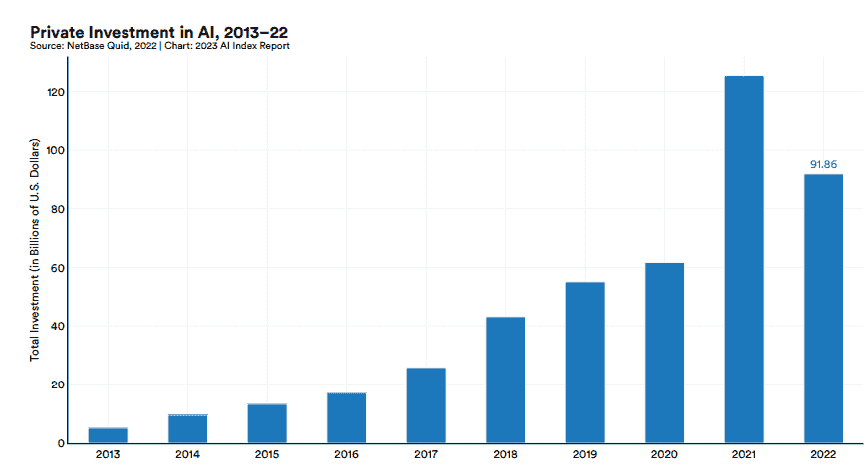 Private Investment in AI, 2013–22
Source: NetBase Quid, 2022 | Chart: 2023 AI Index Report
Total Investment (in Billions of U.S. Dollars)
120
100
80
60
40
20
0
91.86
2013 2014 2015 2016 2017 2018 2019 2020 2021 2022